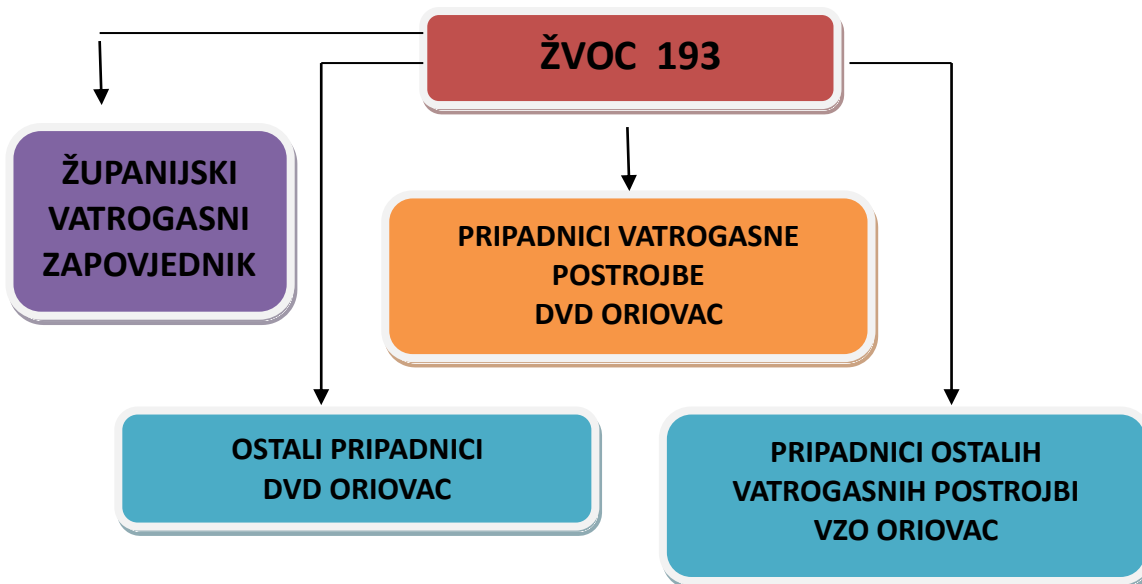 ŽVOC 193
ŽUPANIJSKI
VATROGASNI
ZAPOVJEDNIK
PRIPADNICI VATROGASNE
POSTROJBE
DVD ORIOVAC
OSTALI PRIPADNICI
DVD ORIOVAC
PRIPADNICI OSTALIH
VATROGASNIH POSTROJBI
VZO ORIOVAC